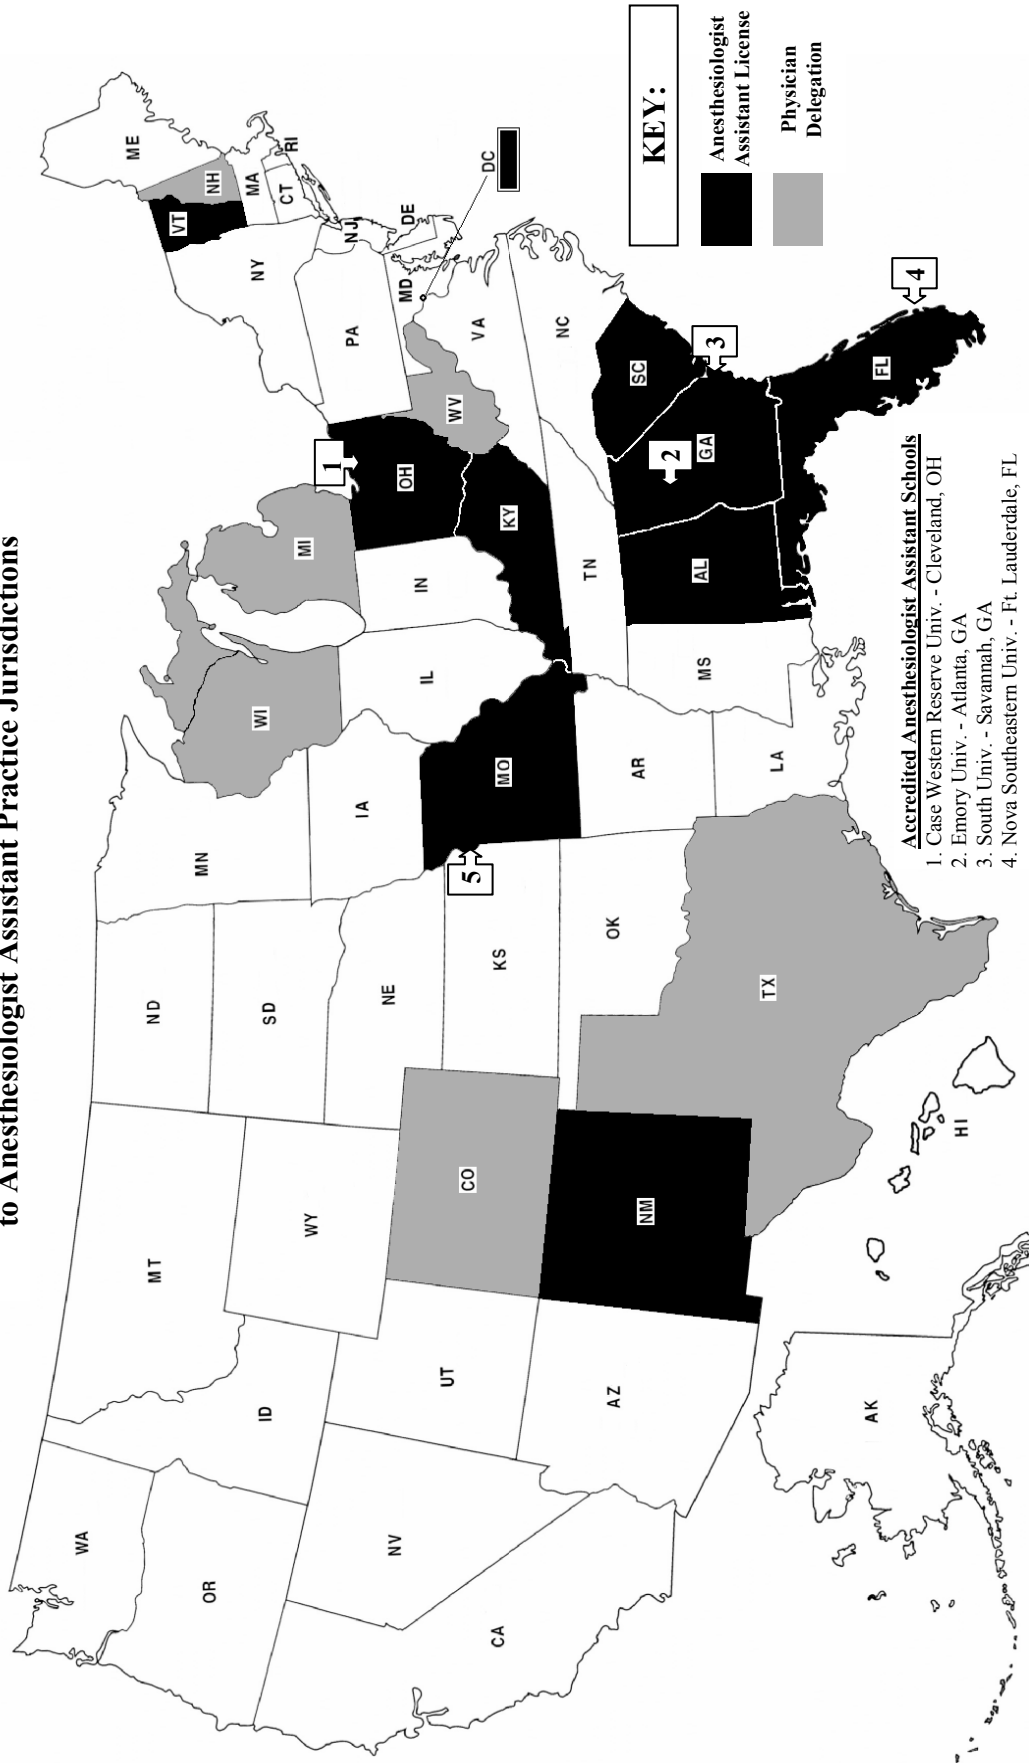 to Anesthesiologist Assistant Practice Jurisdictions
WA
OR
CA
NV
ID
MT
WY
UT
AZ
CO
NM
ND
SD
NE
KS
OK
TX
MN
IA
MO
AR
LA
WI
IL
MI
IN
OH
KY
TN
MS
AL
GA
FL
SC
NC
VA
WV
PA
NY
VT
NH
ME
MA
CT
RI
NJ
DE
MD
DC
AK
HI
1
2
3
4
5
KEY:
Anesthesiologist
Assistant License
Physician
Delegation
Accredited Anesthesiologist Assistant Schools
1. Case Western Reserve Univ. - Cleveland, OH
2. Emory Univ. - Atlanta, GA
3. South Univ. - Savannah, GA
4. Nova Southeastern Univ. - Ft. Lauderdale, FL